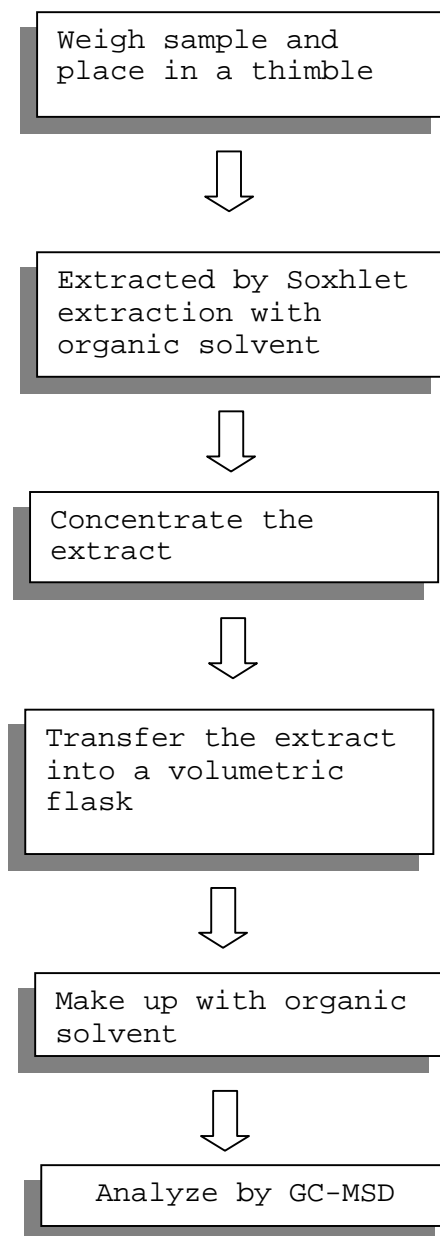 Weigh sample and
place in a thimble
Extracted by Soxhlet
extraction with
organic solvent
Concentrate the
extract
Transfer the extract
into a volumetric
flask
Make up with organic
solvent
Analyze by GC-MSD